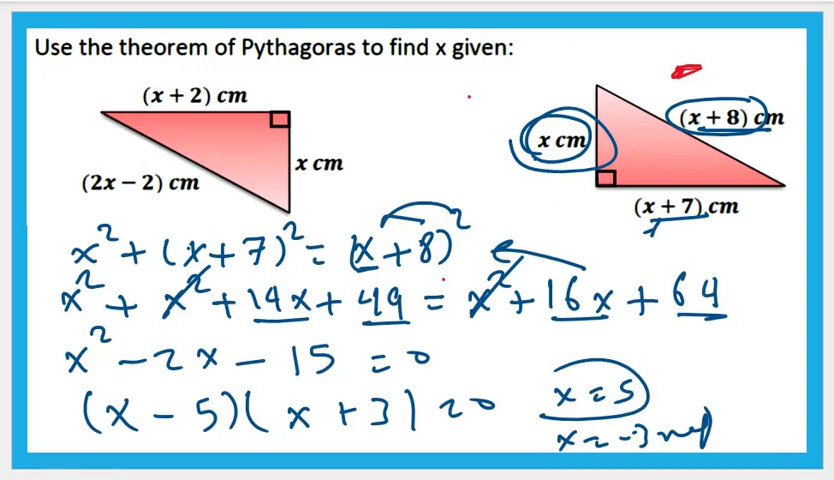 Use the theorem of Pythagoras to find x given:
(x + 2) cm
(x + 8) cm
x cm
x cm
(2x − 2) cm
(x + 7) cm
x² + (x + 7)² = (x + 8)²
x² + x² + 14x + 49 = x² + 16x + 64
x² − 2x − 15 = 0
(x − 5)(x + 3) = 0
x = 5
x = −3